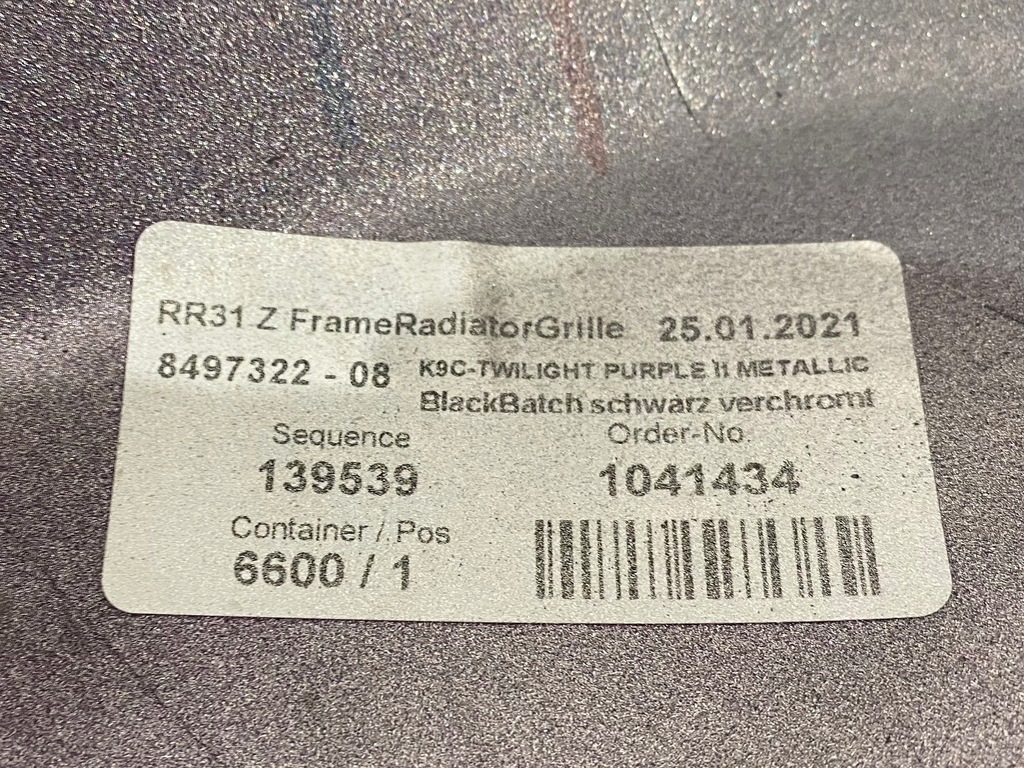 RR31 Z FrameRadiatorGrille 25.01.2021
8497322 - 08 K9C-TWILIGHT PURPLE II METALLIC
BlackBatch schwarz verchromt
Sequence Order-No.
139539 1041434
Container / Pos
6600 / 1